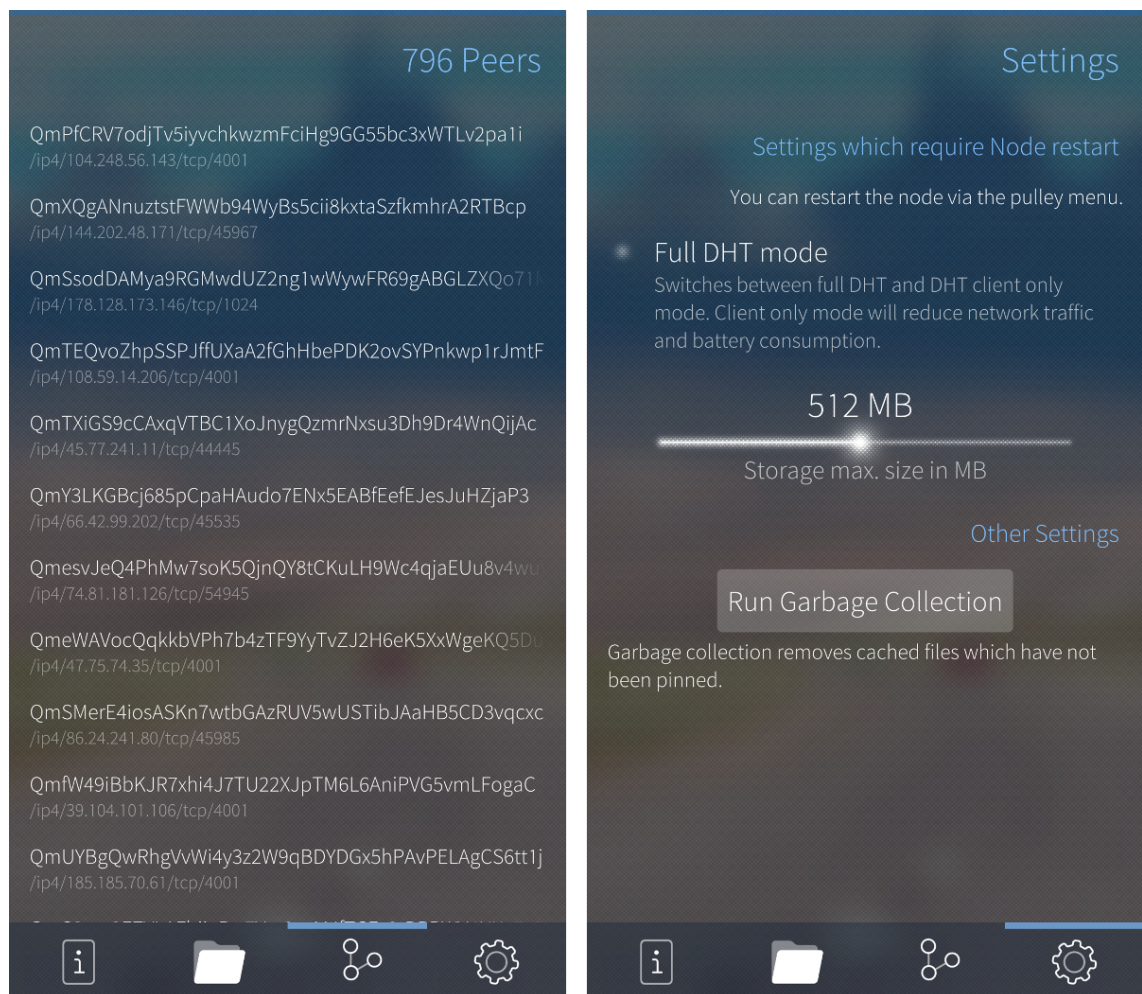 796 Peers
QmPfCRV7odjTv5iyvchkwzmFciHg9GG55bc3xWTLv2pa1i
/ip4/104.248.56.143/tcp/4001
QmXQgANnuztstFWWb94WyBs5cii8kxtaSzfkmhrA2RTBcp
/ip4/144.202.48.171/tcp/45967
QmSsodDAMya9RGMwdUZ2ng1wWywFR69gABGLZXQo71
/ip4/178.128.173.146/tcp/1024
QmTEQvoZhpSSPJffUXaA2fGhHbePDK2ovSYPnkwp1rJmtF
/ip4/108.59.14.206/tcp/4001
QmTXiGS9cCAxqVTBC1XoJnygQzmrNxsu3Dh9Dr4WnQijAc
/ip4/45.77.241.11/tcp/44445
QmY3LKGBcj685pCpaHAudo7ENx5EABfEefEJesJuHZjaP3
/ip4/66.42.99.202/tcp/45535
QmesvJeQ4PhMw7soK5QjnQY8tCKuLH9Wc4qjaEUu8v4wu
/ip4/74.81.181.126/tcp/54945
QmeWAVocQqkkbVPh7b4zTF9YyTvZJ2H6eK5XxWgeKQ5Du
/ip4/47.75.74.35/tcp/4001
QmSMerE4iosASKn7wtbGAzRUV5wUSTibJAaHB5CD3vqcxc
/ip4/86.24.241.80/tcp/45985
QmfW49iBbKJR7xhi4J7TU22XJpTM6L6AniPVG5vmLFogaC
/ip4/39.104.101.106/tcp/4001
QmUYBgQwRhgVvWi4y3z2W9qBDYDGx5hPAvPELAgCS6tt1j
/ip4/185.185.70.61/tcp/4001
Settings
Settings which require Node restart
You can restart the node via the pulley menu.
Full DHT mode
Switches between full DHT and DHT client only
mode. Client only mode will reduce network traffic
and battery consumption.
512 MB
Storage max. size in MB
Other Settings
Run Garbage Collection
Garbage collection removes cached files which have not
been pinned.